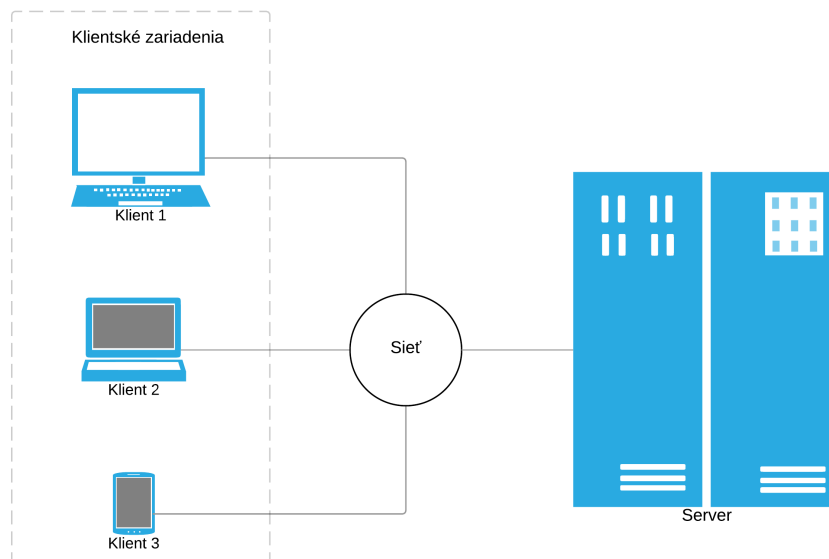 Klientské zariadenia
Klient 1
Klient 2
Klient 3
Sieť
Server